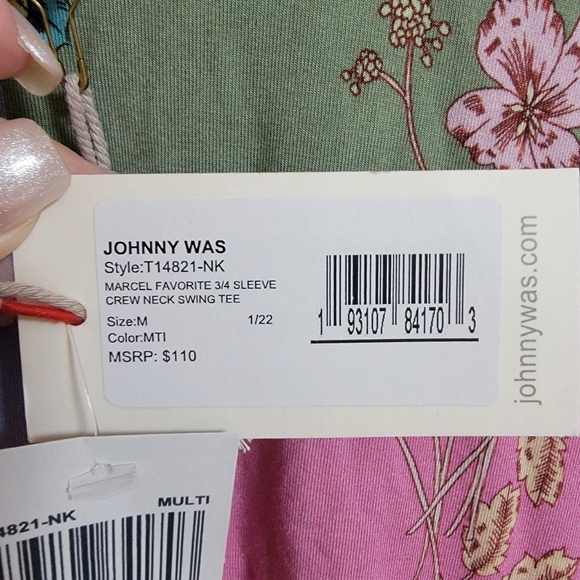 JOHNNY WAS
Style:T14821-NK
MARCEL FAVORITE 3/4 SLEEVE
CREW NECK SWING TEE
Size:M 1/22
Color:MTI
MSRP: $110
1 93107 84170 3
johnnywas.com
4821-NK
MULTI